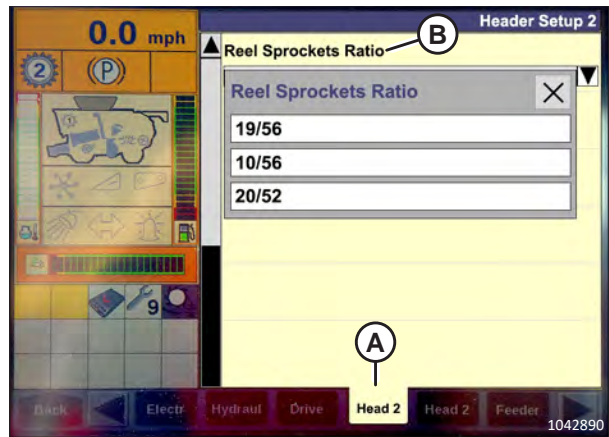 Header Setup 2
0.0 mph
B
Reel Sprockets Ratio
2
(P)
Reel Sprockets Ratio
19/56
10/56
20/52
9
A
Back
Electr
Hydraul
Drive
Head 2
Head 2
Feeder
1042890